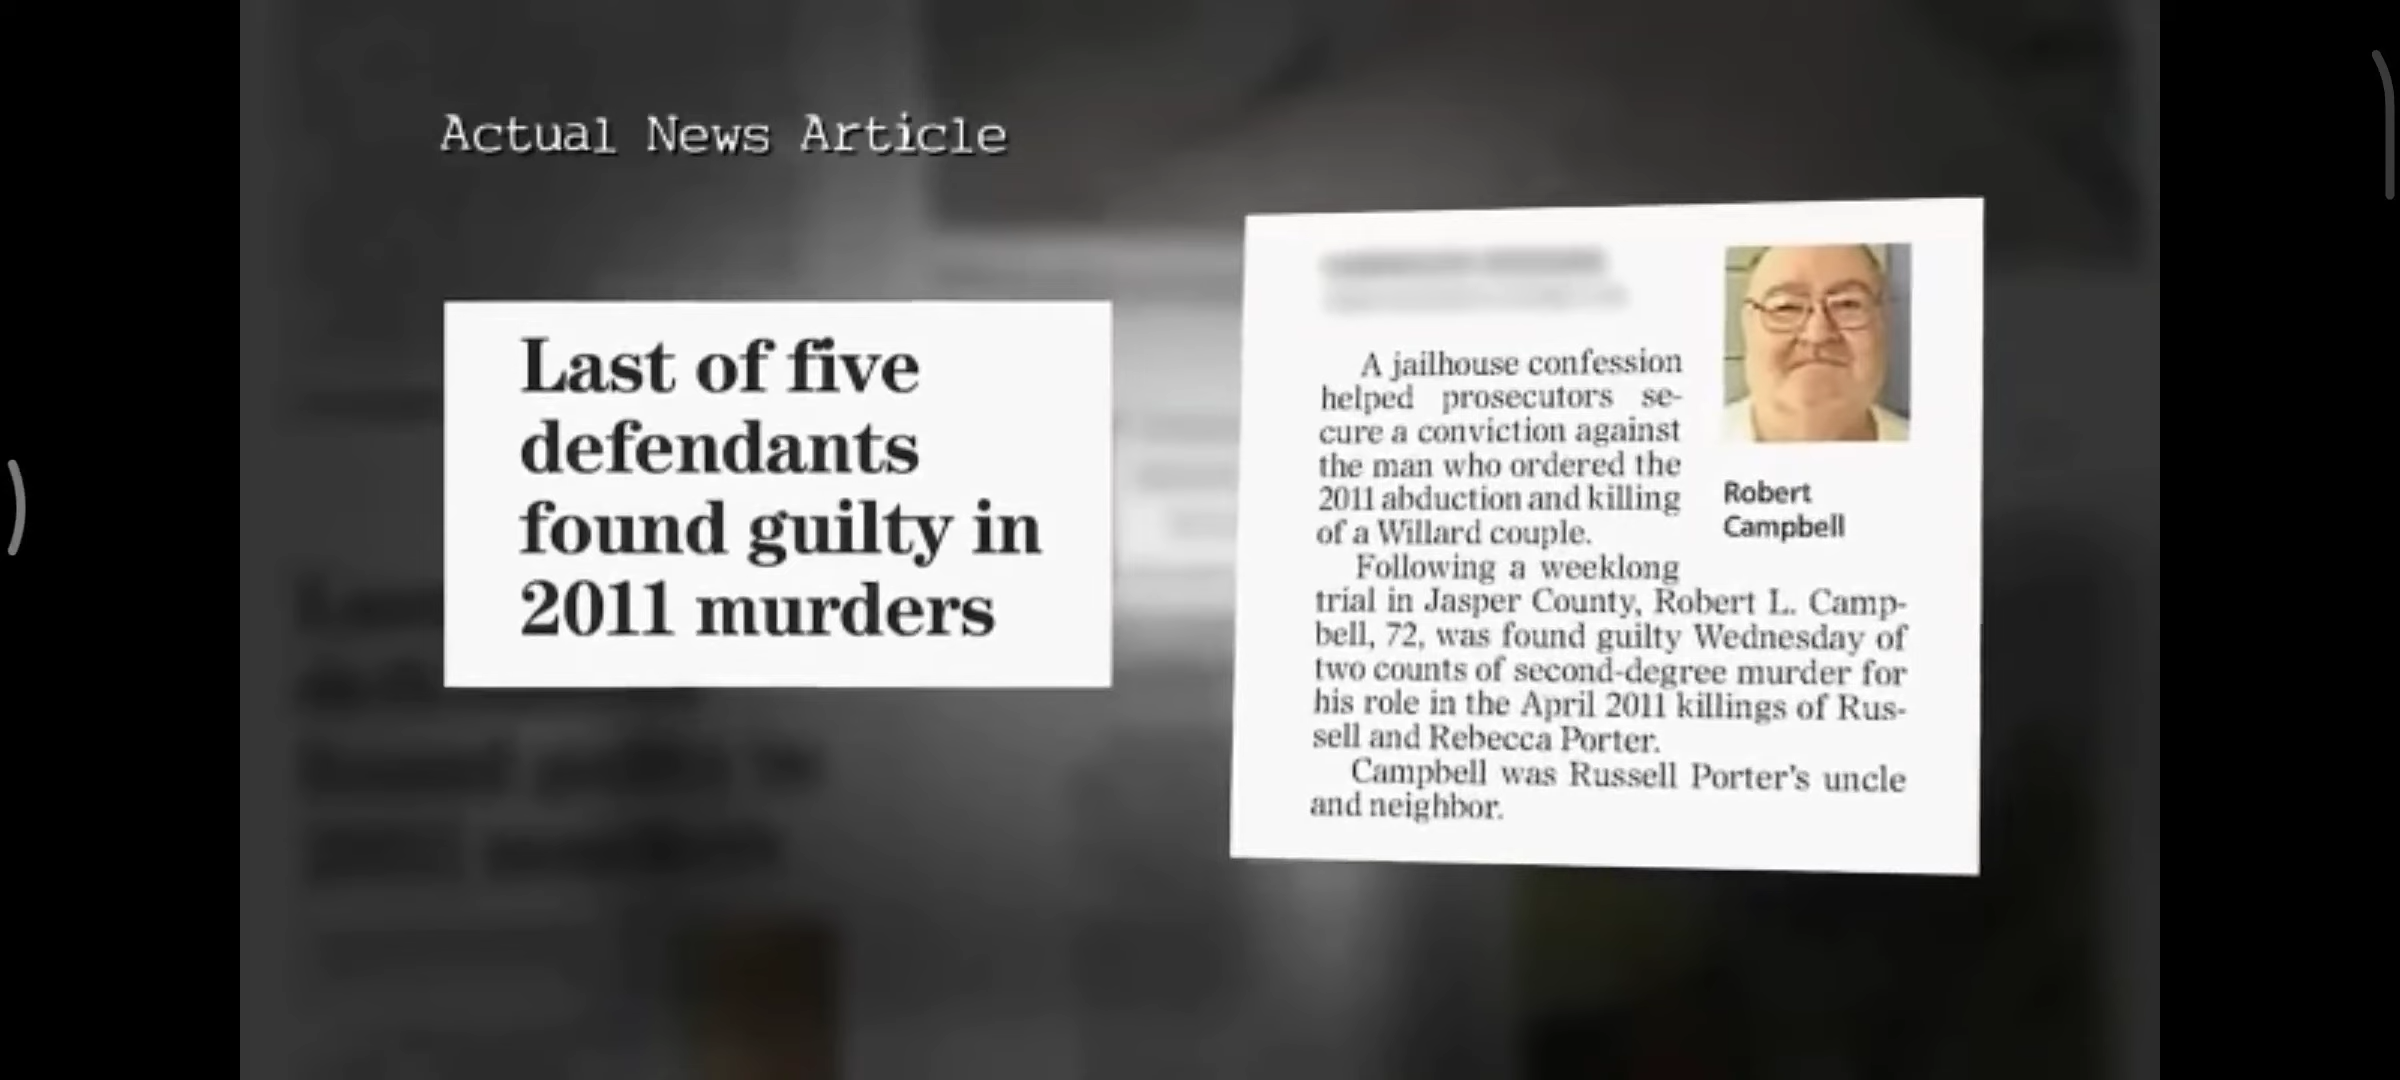 Actual News Article
Last of five
defendants
found guilty in
2011 murders
A jailhouse confession
helped prosecutors se-
cure a conviction against
the man who ordered the
2011 abduction and killing
of a Willard couple.
Following a weeklong
trial in Jasper County, Robert L. Camp-
bell, 72, was found guilty Wednesday of
two counts of second-degree murder for
his role in the April 2011 killings of Rus-
sell and Rebecca Porter.
Campbell was Russell Porter's uncle
and neighbor.
Robert
Campbell